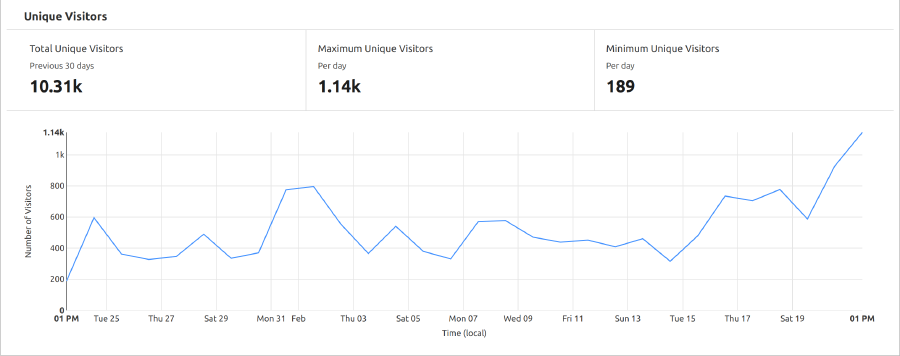 Unique Visitors
Total Unique Visitors
Previous 30 days
10.31k
Maximum Unique Visitors
Per day
1.14k
Minimum Unique Visitors
Per day
189
1.14k
1k
800
600
400
200
0
Number of Visitors
01 PM Tue 25 Thu 27 Sat 29 Mon 31 Feb Thu 03 Sat 05 Mon 07 Wed 09 Fri 11 Sun 13 Tue 15 Thu 17 Sat 19 01 PM
Time (local)